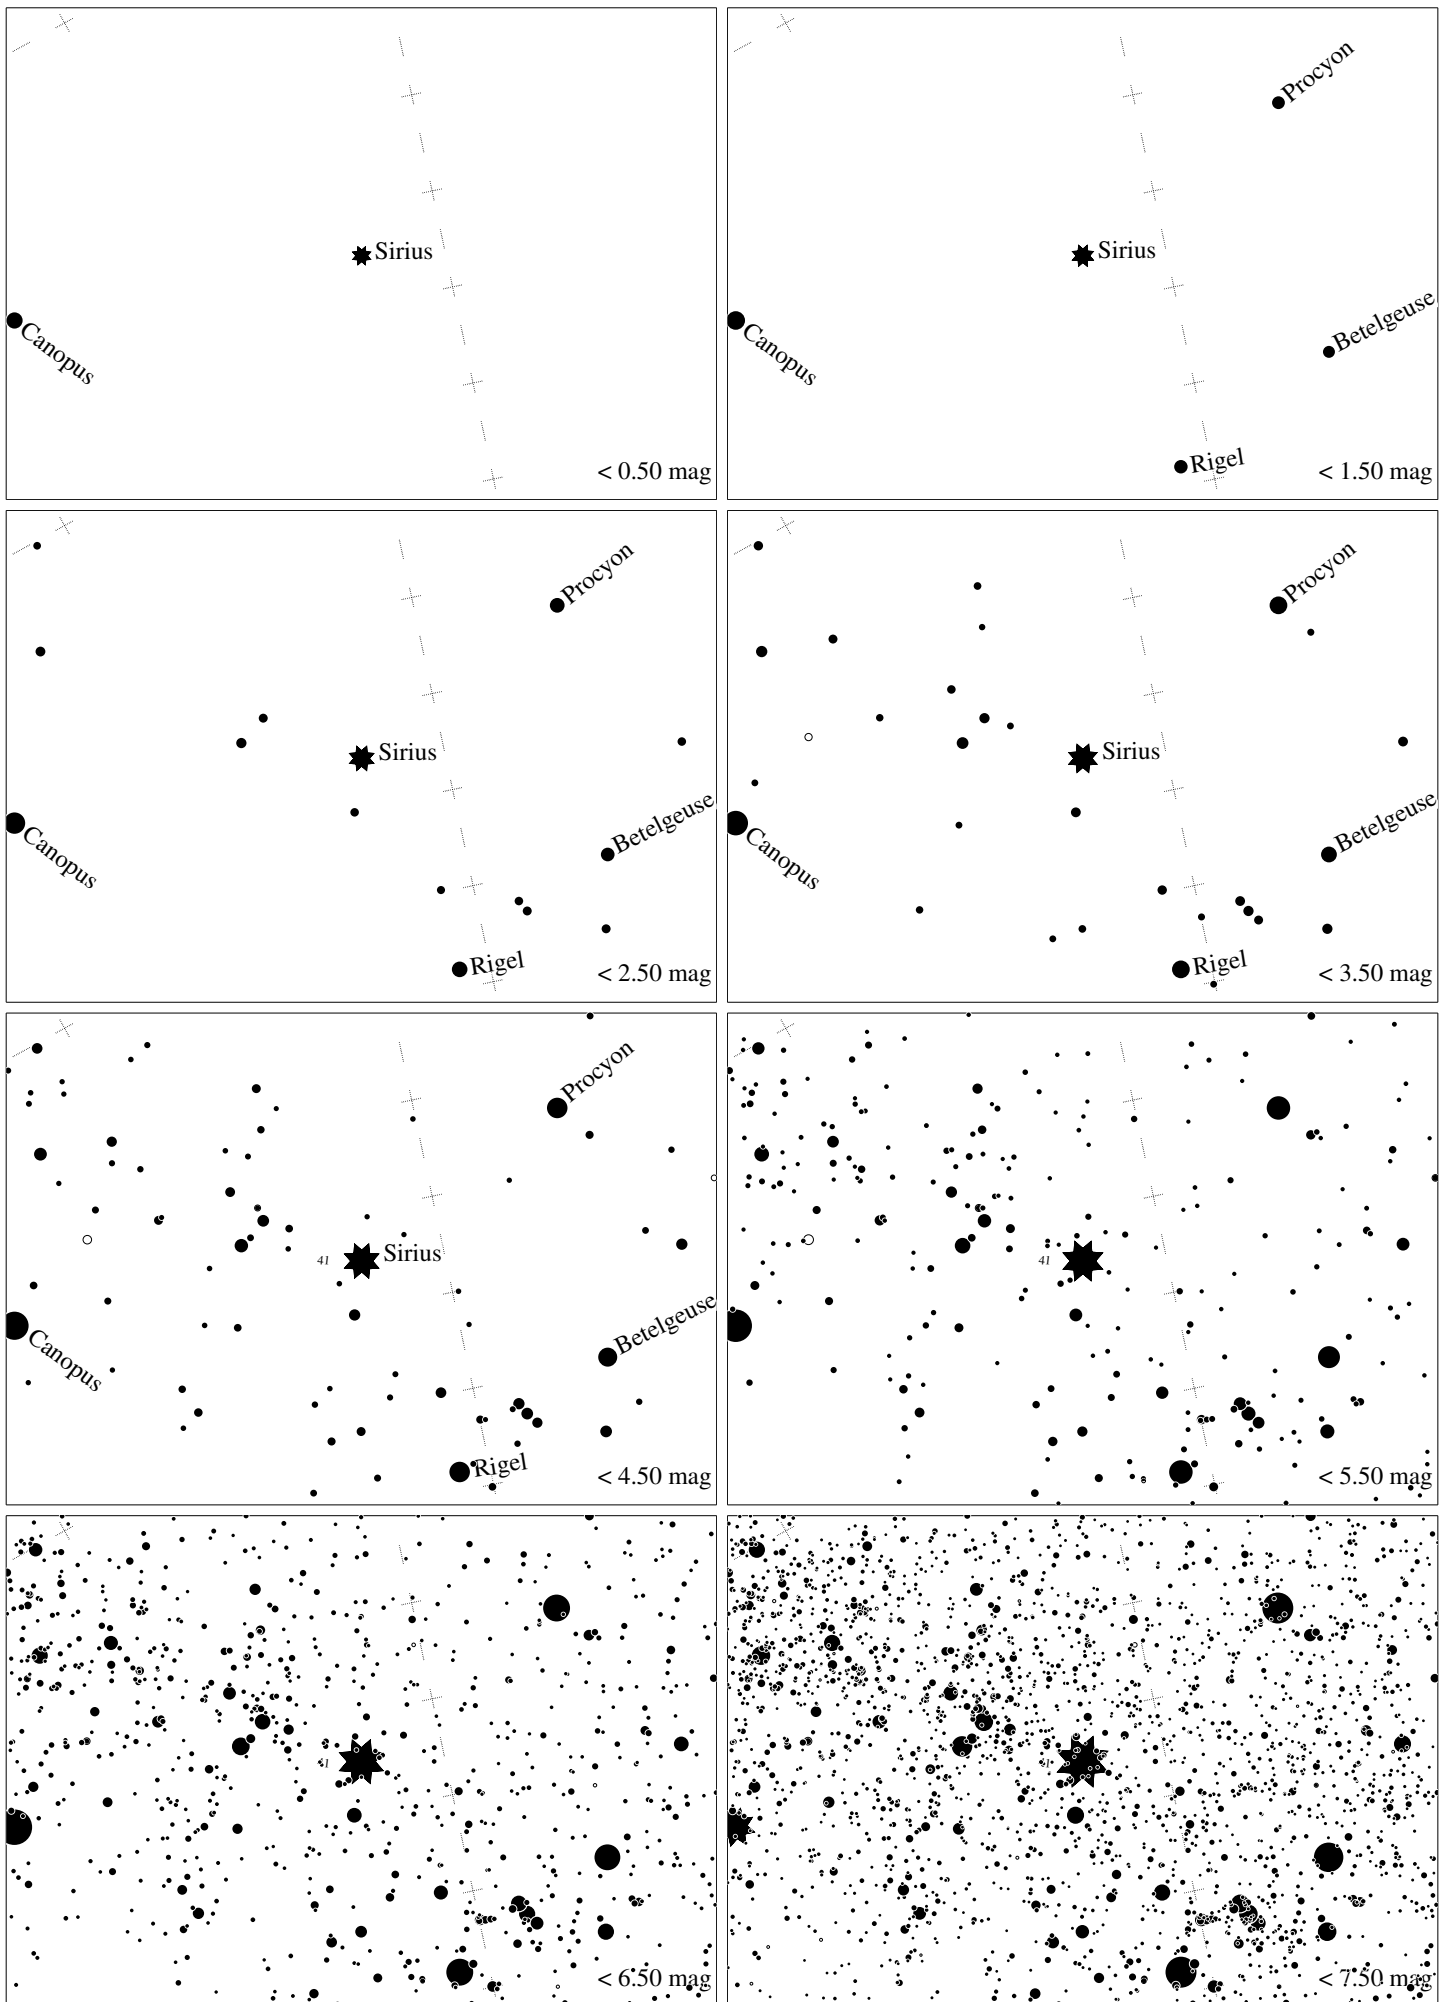 Sirius
Canopus
< 0.50 mag
Procyon
Sirius
Canopus
Betelgeuse
Rigel
< 1.50 mag
Procyon
Sirius
Canopus
Betelgeuse
Rigel
< 2.50 mag
Procyon
Sirius
Canopus
Betelgeuse
Rigel
< 3.50 mag
Procyon
41
Sirius
Canopus
Betelgeuse
Rigel
< 4.50 mag
41
< 5.50 mag
41
< 6.50 mag
41
< 7.50 mag